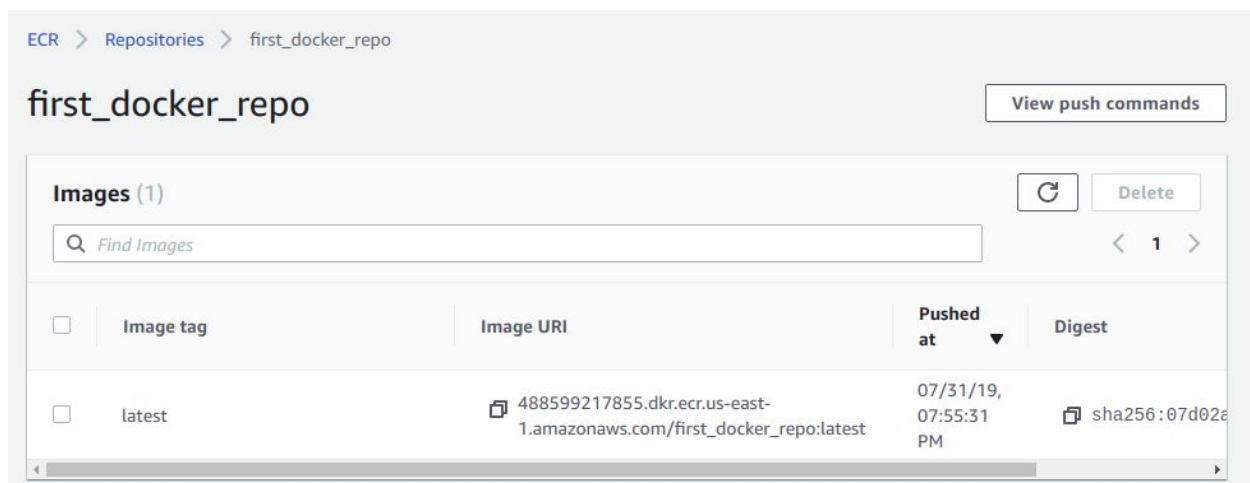 ECR > Repositories > first_docker_repo
first_docker_repo
View push commands
Images (1)
Delete
Find Images
< 1 >
Image tag
Image URI
Pushed
at
Digest
latest
488599217855.dkr.ecr.us-east-
1.amazonaws.com/first_docker_repo:latest
07/31/19,
07:55:31
PM
sha256:07d02a